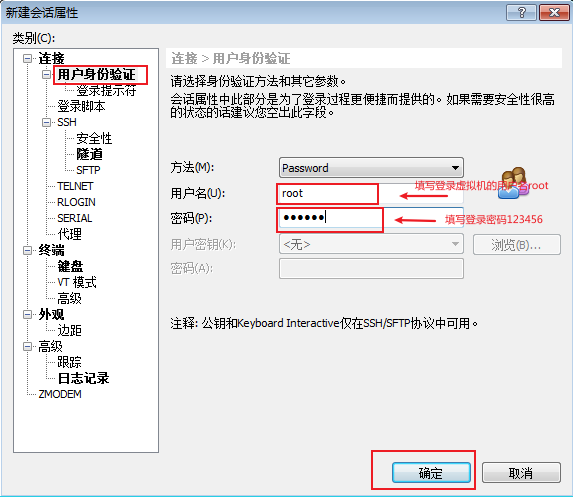 新建会话属性
类别(C):
连接
用户身份验证
登录提示符
登录脚本
SSH
安全性
隧道
SFTP
TELNET
RLOGIN
SERIAL
代理
终端
键盘
VT 模式
高级
外观
边距
高级
跟踪
日志记录
ZMODEM
连接 > 用户身份验证
请选择身份验证方法和其它参数。
会话属性中此部分是为了登录过程更便捷而提供的。如果需要安全性很高
的状态的话建议您空出此字段。
方法(M): Password
用户名(U): root 填写登录虚拟机的用户名root
密码(P): ●●●●●● 填写登录密码123456
用户密钥(K): <无> 浏览(B)...
密码(A):
注释: 公钥和Keyboard Interactive仅在SSH/SFTP协议中可用。
确定 取消